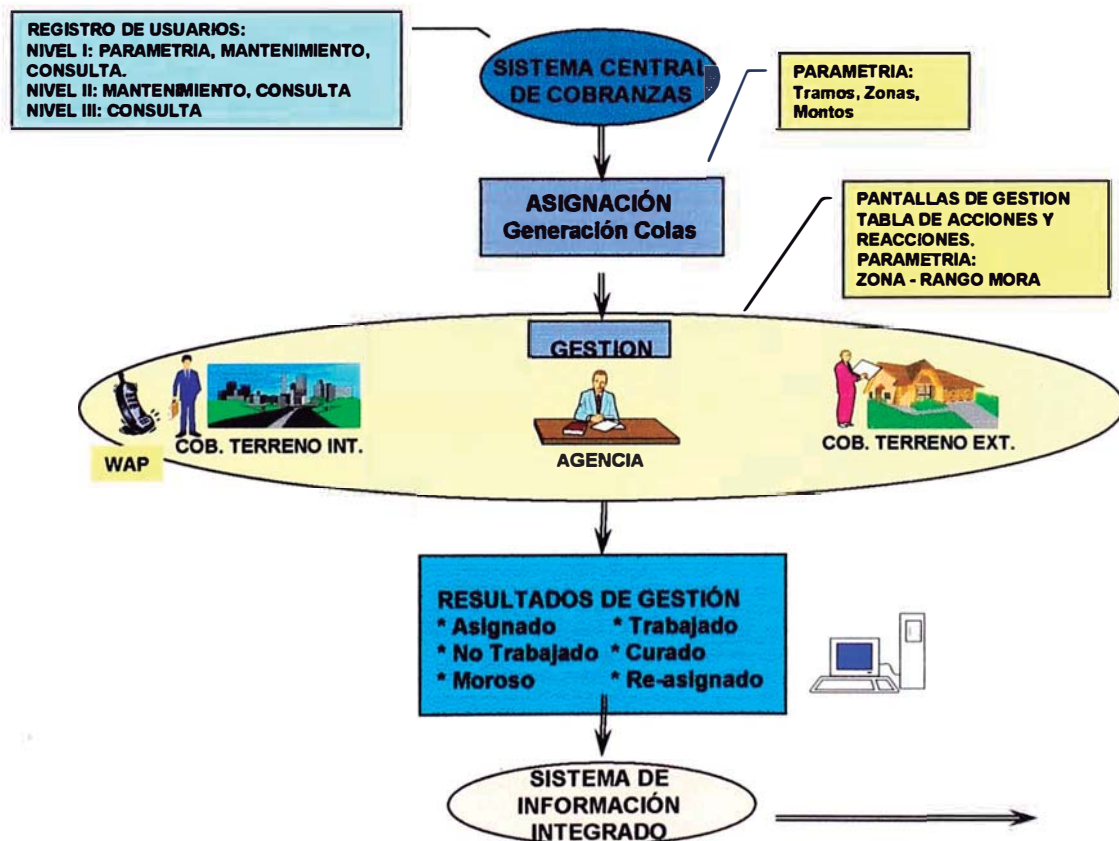 REGISTRO DE USUARIOS:
NIVEL I: PARAMETRIA, MANTENIMIENTO,
CONSULTA.
NIVEL II: MANTENIMIENTO, CONSULTA
NIVEL III: CONSULTA
SISTEMA CENTRAL
DE COBRANZAS
PARAMETRIA:
Tramos, Zonas,
Montos
ASIGNACIÓN
Generación Colas
PANTALLAS DE GESTION
TABLA DE ACCIONES Y
REACCIONES.
PARAMETRIA:
ZONA - RANGO MORA
GESTION
WAP
COB. TERRENO INT.
AGENCIA
COB. TERRENO EXT.
RESULTADOS DE GESTIÓN
* Asignado * Trabajado
* No Trabajado * Curado
* Moroso * Re-asignado
SISTEMA DE
INFORMACIÓN
INTEGRADO